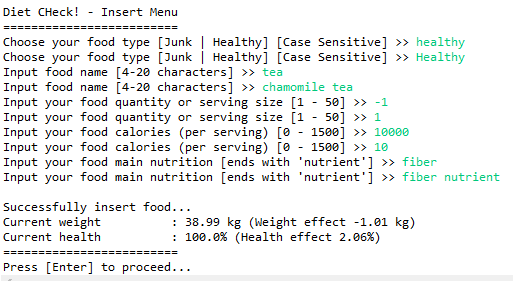 Diet CHeck! - Insert Menu
=========================
Choose your food type [Junk | Healthy] [Case Sensitive] >> healthy
Choose your food type [Junk | Healthy] [Case Sensitive] >> Healthy
Input food name [4-20 characters] >> tea
Input food name [4-20 characters] >> chamomile tea
Input your food quantity or serving size [1 - 50] >> -1
Input your food quantity or serving size [1 - 50] >> 1
Input your food calories (per serving) [0 - 1500] >> 10000
Input your food calories (per serving) [0 - 1500] >> 10
Input your food main nutrition [ends with 'nutrient'] >> fiber
Input your food main nutrition [ends with 'nutrient'] >> fiber nutrient

Successfully insert food...
Current weight          : 38.99 kg (Weight effect -1.01 kg)
Current health          : 100.0% (Health effect 2.06%)
=========================
Press [Enter] to proceed...